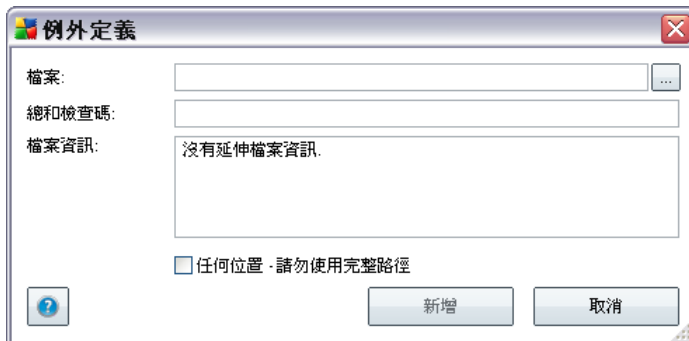 例外定義
檔案:
...
總和檢查碼:
檔案資訊:
沒有延伸檔案資訊.
任何位置 - 請勿使用完整路徑
?
新增
取消